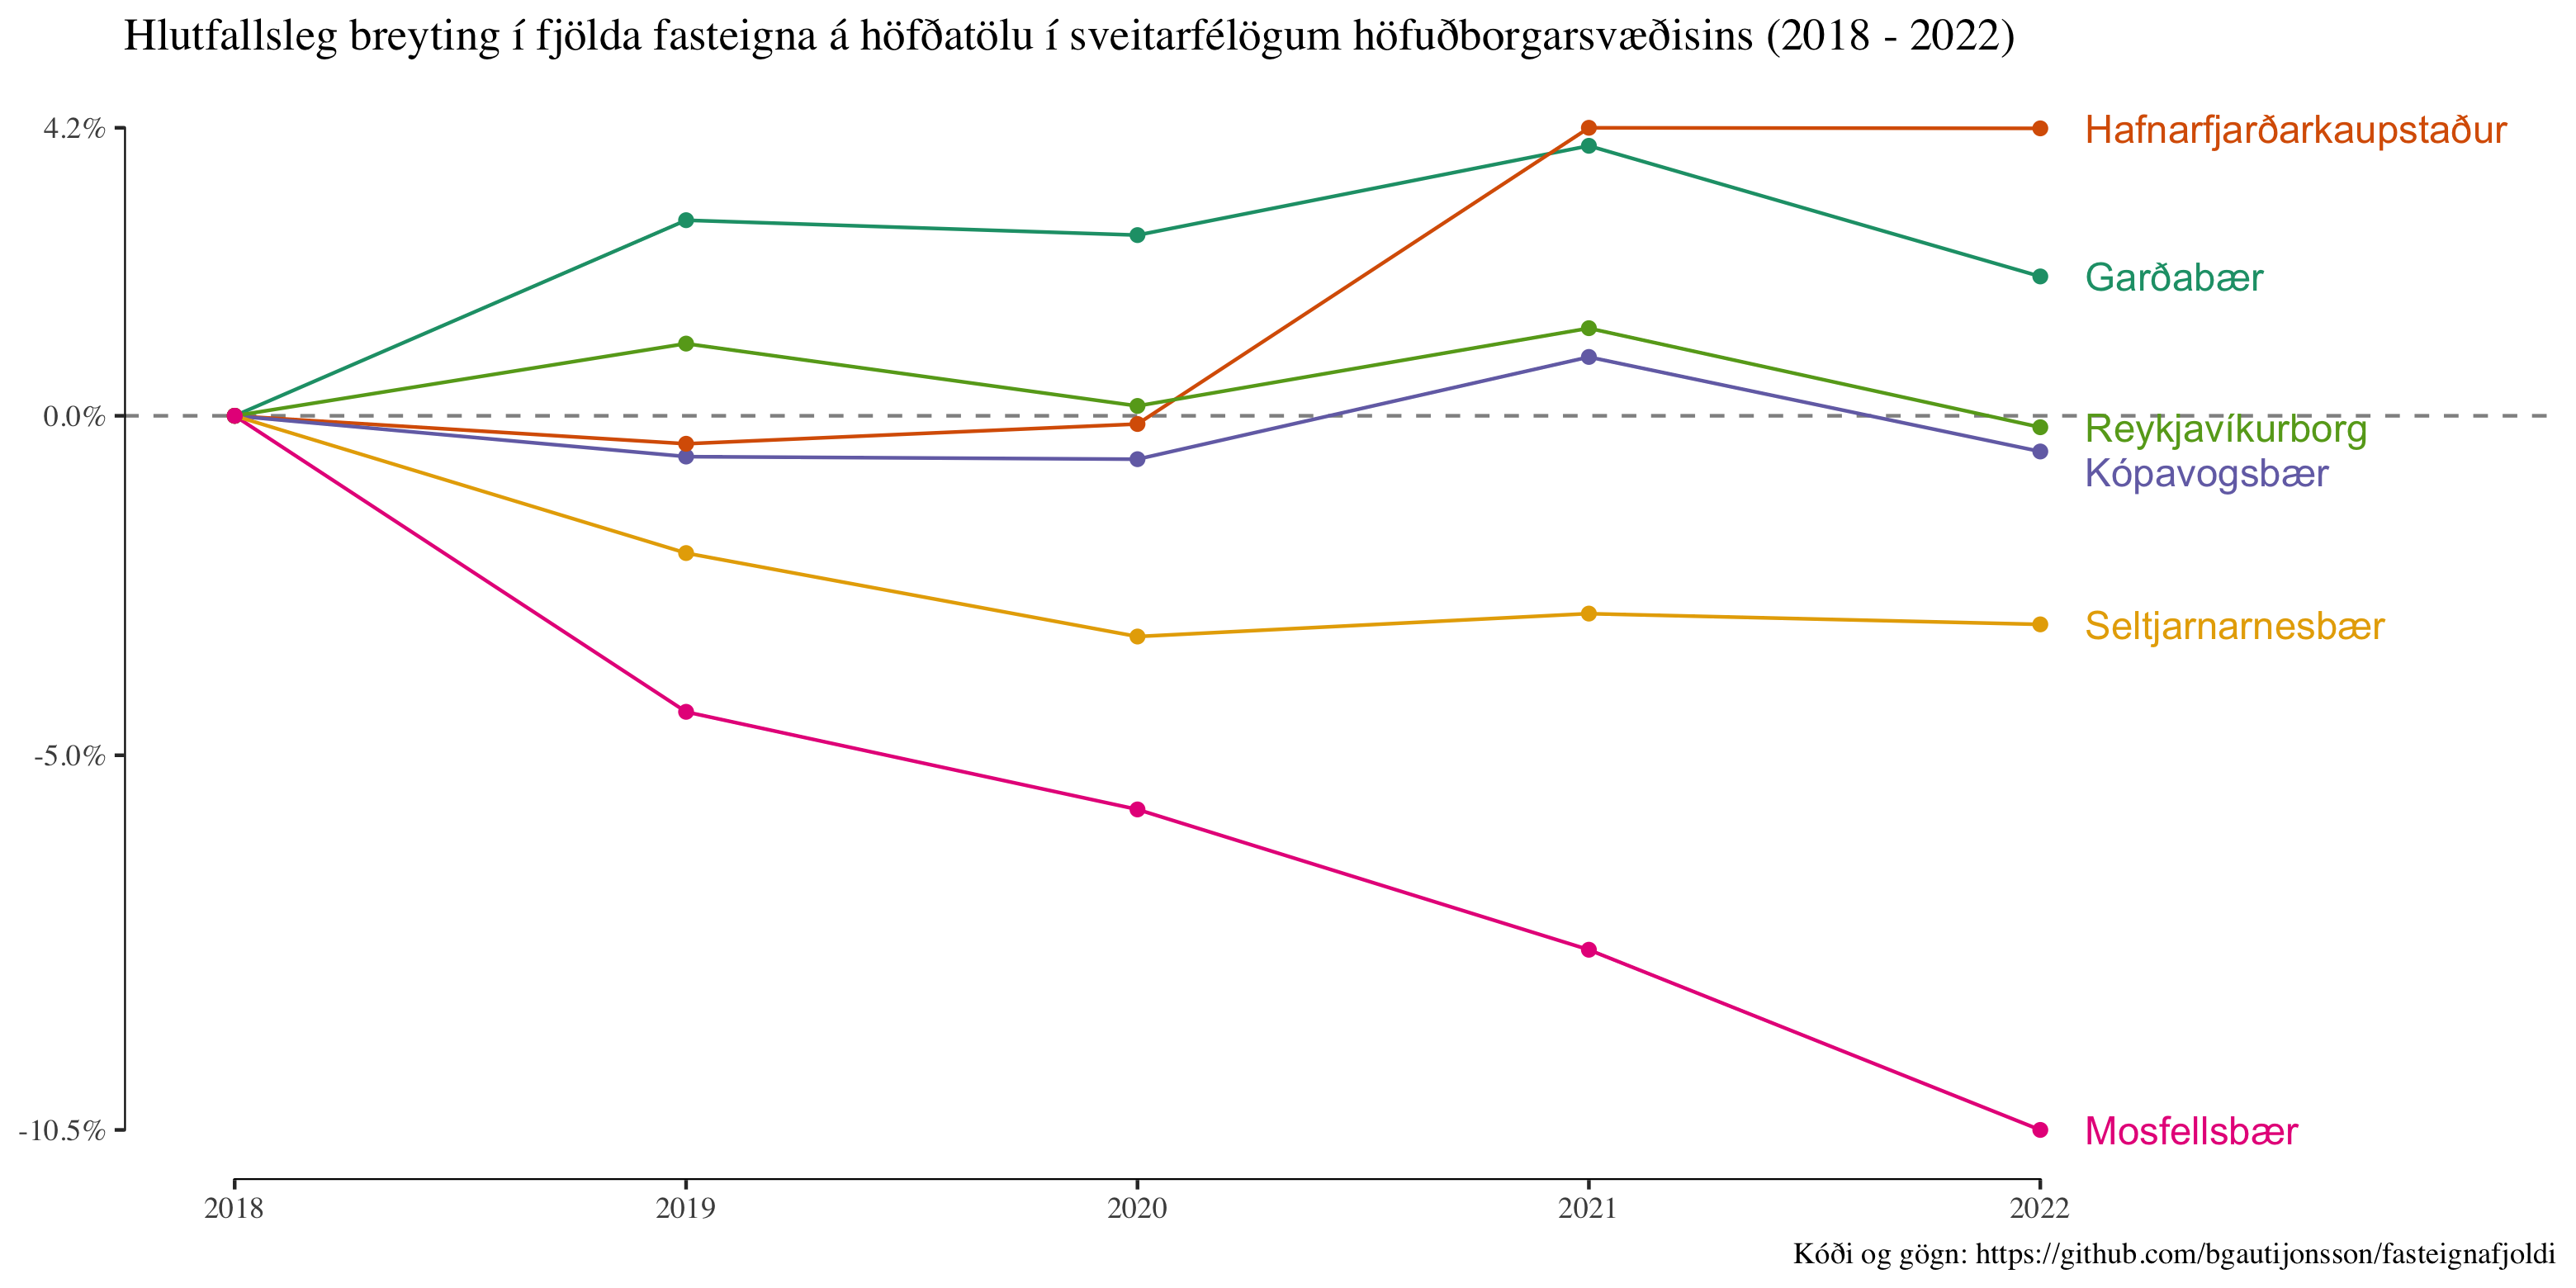 Hlutfallsleg breyting í fjölda fasteigna á höfðatölu í sveitarfélögum höfuðborgarsvæðisins (2018 - 2022)
4.2%
0.0%
-5.0%
-10.5%
Hafnarfjarðarkaupstaður
Garðabær
Reykjavíkurborg
Kópavogsbær
Seltjarnarnesbær
Mosfellsbær
2018
2019
2020
2021
2022
Kóði og gögn: https://github.com/bgautijonsson/fasteignafjoldi